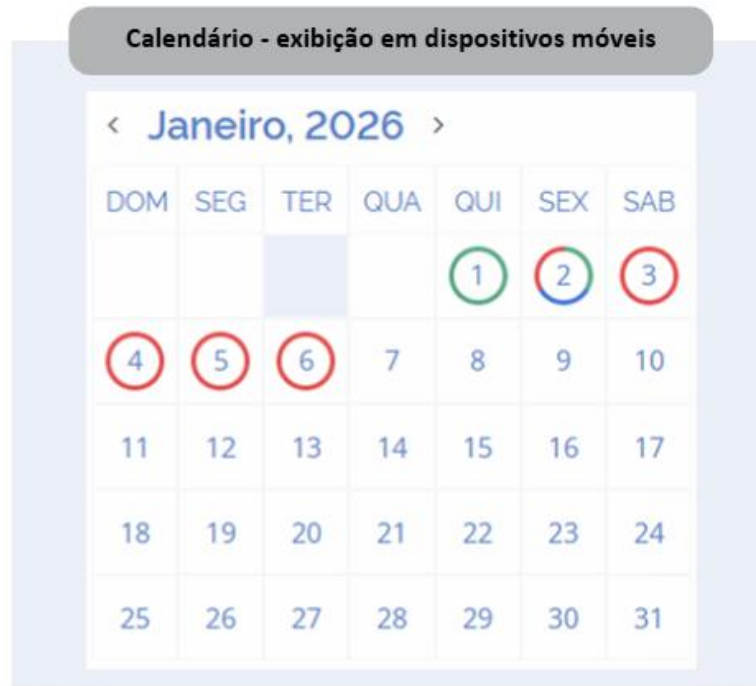 Calendário - exibição em dispositivos móveis
< Janeiro, 2026 >
DOM SEG TER QUA QUI SEX SAB
1 2 3
4 5 6 7 8 9 10
11 12 13 14 15 16 17
18 19 20 21 22 23 24
25 26 27 28 29 30 31